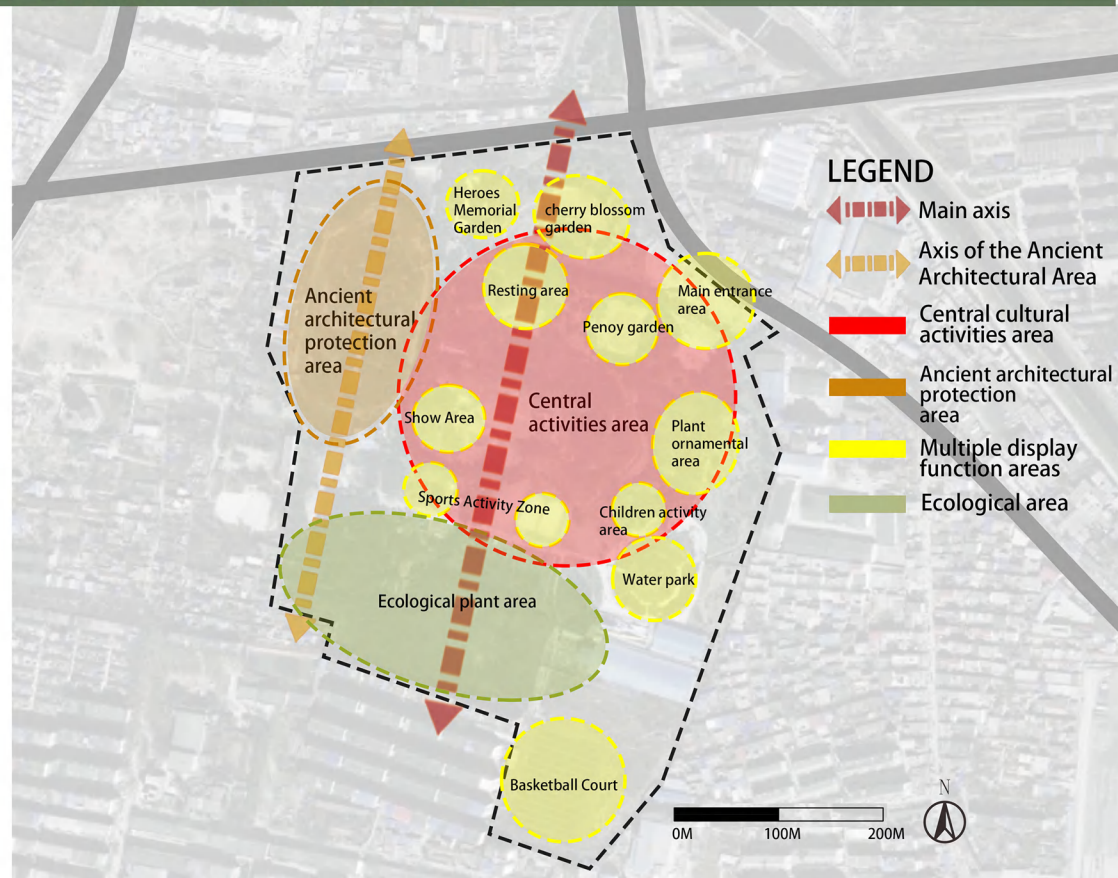 Heroes
Memorial
Garden
cherry blossom
garden
Resting area
Main entrance
area
Penoy garden
Ancient
architectural
protection
area
Central
activities area
Show Area
Plant
ornamental
area
Sports Activity Zone
Children activity
area
Water park
Ecological plant area
Basketball Court
LEGEND
Main axis
Axis of the Ancient
Architectural Area
Central cultural
activities area
Ancient architectural
protection
area
Multiple display
function areas
Ecological area
N
0M 100M 200M